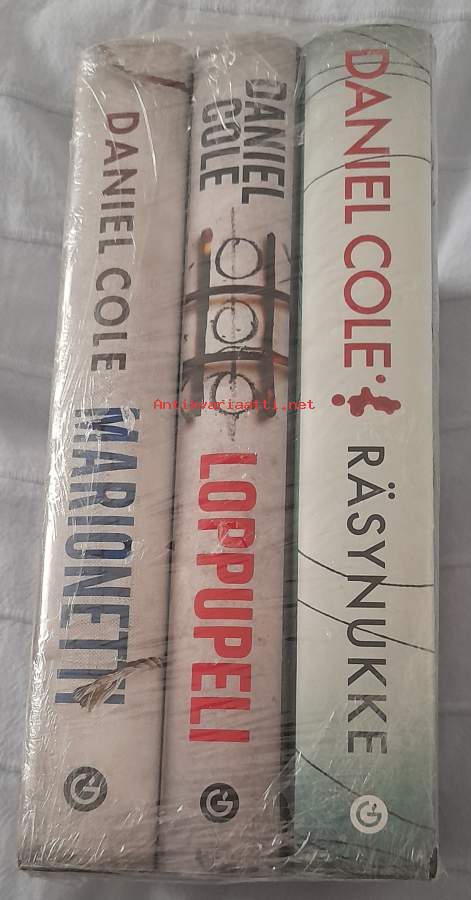 DANIEL COLE
MARIONETTI
G
DANIEL
COLE
LOPPUPELI
G
DANIEL COLE
RÄSYNUKKE
G
Antikvariaatti.net